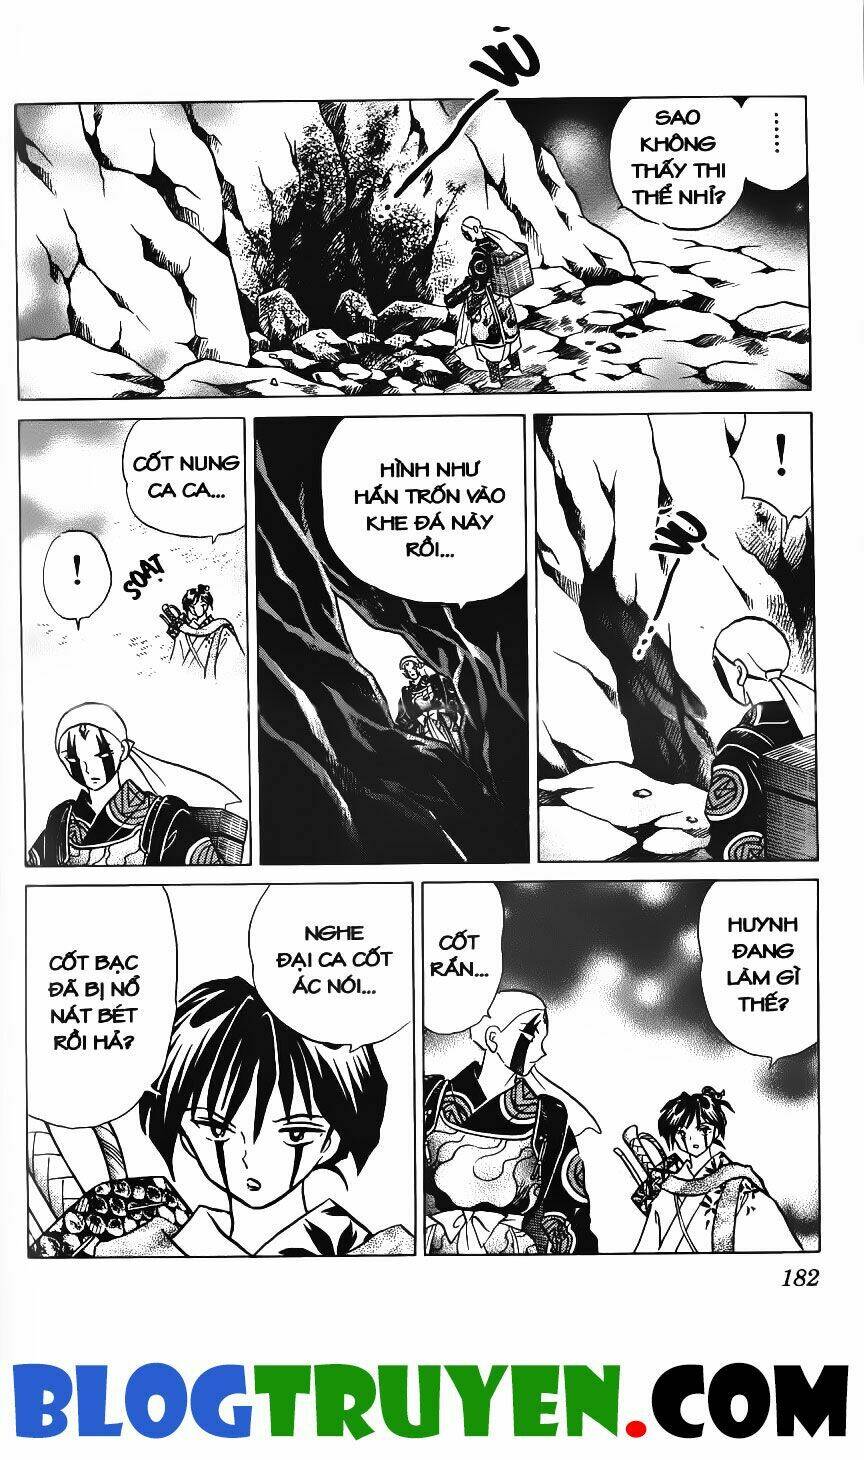 VÙ
......
SAO
KHÔNG
THẤY THI
THỂ NHỈ?
!
VÙ
HÌNH NHƯ
HẮN TRỐN VÀO
KHE ĐÁ NÀY
RỒI...
CỐT NUNG
CA CA...
SOẠT
!
HUYNH
ĐANG
LÀM GÌ
THẾ?
CỐT
RẮN...
NGHE
ĐẠI CA CỐT
ÁC NÓI...
CỐT BẠC
ĐÃ BỊ NỔ
NÁT BÉT
RỒI HẢ?
182
BLOGTRUYEN.COM